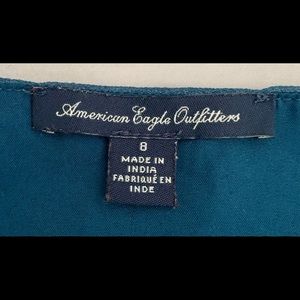 American Eagle Outfitters
8
MADE IN
INDIA
FABRIQUÉ EN
INDE